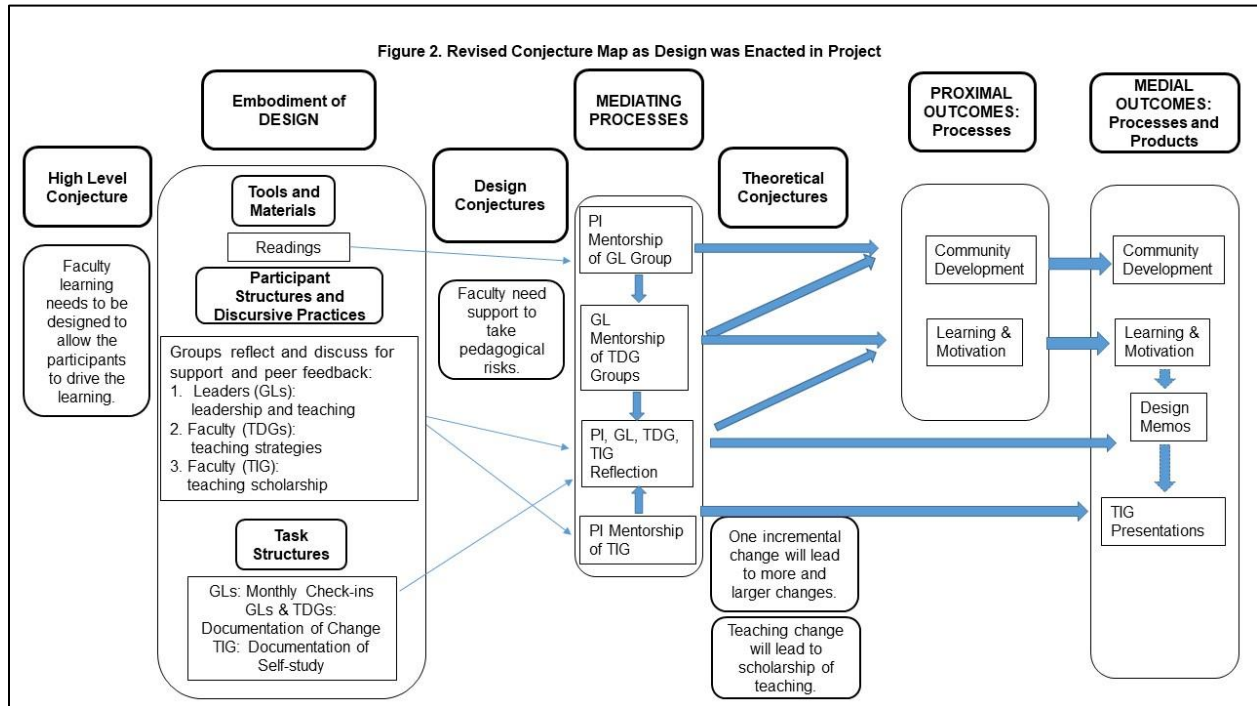 Figure 2. Revised Conjecture Map as Design was Enacted in Project
High Level
Conjecture
Faculty
learning
needs to be
designed to
allow the
participants
to drive the
learning.
Embodiment of
DESIGN
Tools and
Materials
Readings
Participant
Structures and
Discursive Practices
Groups reflect and discuss for
support and peer feedback:
1. Leaders (GLs):
leadership and teaching
2. Faculty (TDGs):
teaching strategies
3. Faculty (TIG):
teaching scholarship
Task
Structures
GLs: Monthly Check-ins
GLs & TDGs:
Documentation of Change
TIG: Documentation of
Self-study
Design
Conjectures
Faculty need
support to
take
pedagogical
risks.
MEDIATING
PROCESSES
PI
Mentorship
of GL Group
GL
Mentorship
of TDG
Groups
PI, GL, TDG,
TIG
Reflection
PI Mentorship
of TIG
Theoretical
Conjectures
One incremental
change will lead
to more and
larger changes.
Teaching change
will lead to
scholarship of
teaching.
PROXIMAL
OUTCOMES:
Processes
Community
Development
Learning &
Motivation
MEDIAL
OUTCOMES:
Processes and
Products
Community
Development
Learning &
Motivation
Design
Memos
TIG
Presentations